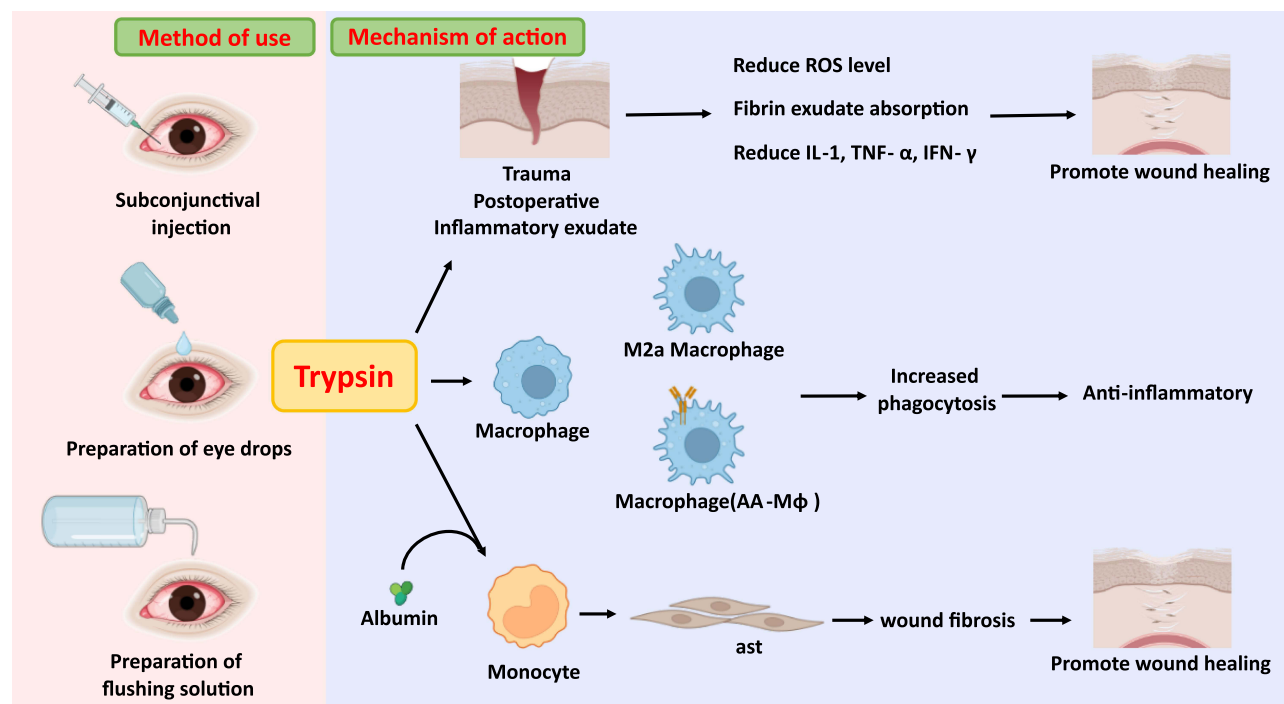 Method of use
Mechanism of action
Subconjunctival
injection
Preparation of eye drops
Preparation of
flushing solution
Trypsin
Trauma
Postoperative
Inflammatory exudate
Reduce ROS level
Fibrin exudate absorption
Reduce IL-1, TNF- α, IFN- γ
Promote wound healing
Macrophage
M2a Macrophage
Macrophage(AA -Mϕ )
Increased
phagocytosis
Anti-inflammatory
Albumin
Monocyte
ast
wound fibrosis
Promote wound healing